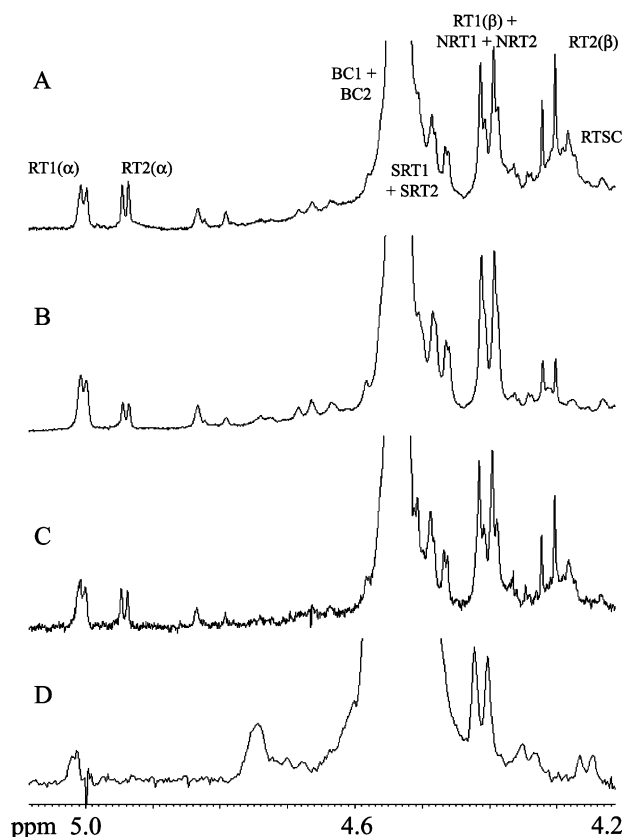 RT1(β) +
NRT1 + NRT2
RT2(β)
A
BC1 +
BC2
RTSC
RT1(α)
RT2(α)
SRT1
+ SRT2
B
C
D
ppm 5.0 4.6 4.2